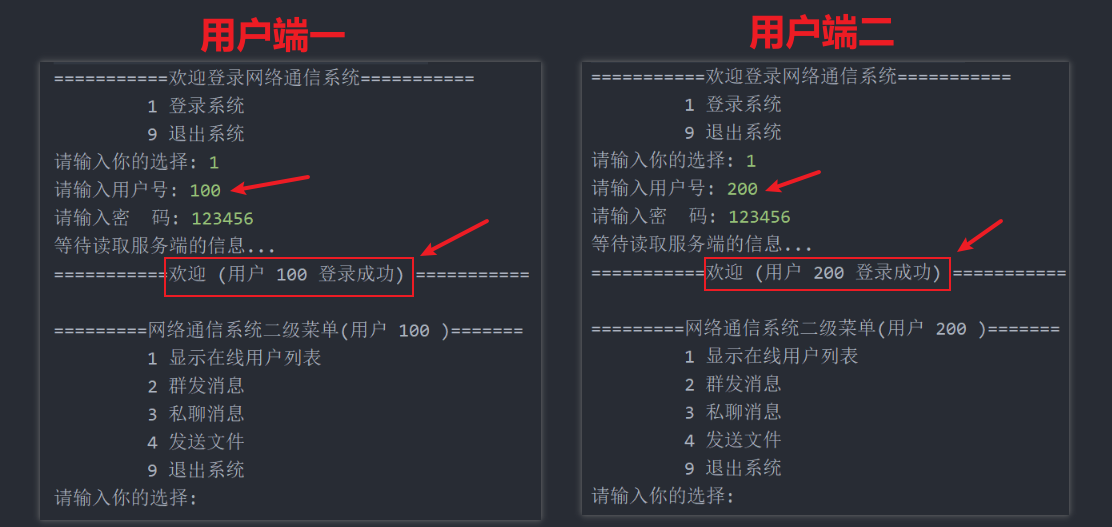 用户端一
===========欢迎登录网络通信系统===========
1 登录系统
9 退出系统
请输入你的选择: 1
请输入用户号: 100
请输入密  码: 123456
等待读取服务端的信息...
===========欢迎 (用户 100 登录成功) ===========
=========网络通信系统二级菜单(用户 100 )=======
1 显示在线用户列表
2 群发消息
3 私聊消息
4 发送文件
9 退出系统
请输入你的选择:
用户端二
===========欢迎登录网络通信系统===========
1 登录系统
9 退出系统
请输入你的选择: 1
请输入用户号: 200
请输入密  码: 123456
等待读取服务端的信息...
===========欢迎 (用户 200 登录成功) ===========
=========网络通信系统二级菜单(用户 200 )=======
1 显示在线用户列表
2 群发消息
3 私聊消息
4 发送文件
9 退出系统
请输入你的选择: